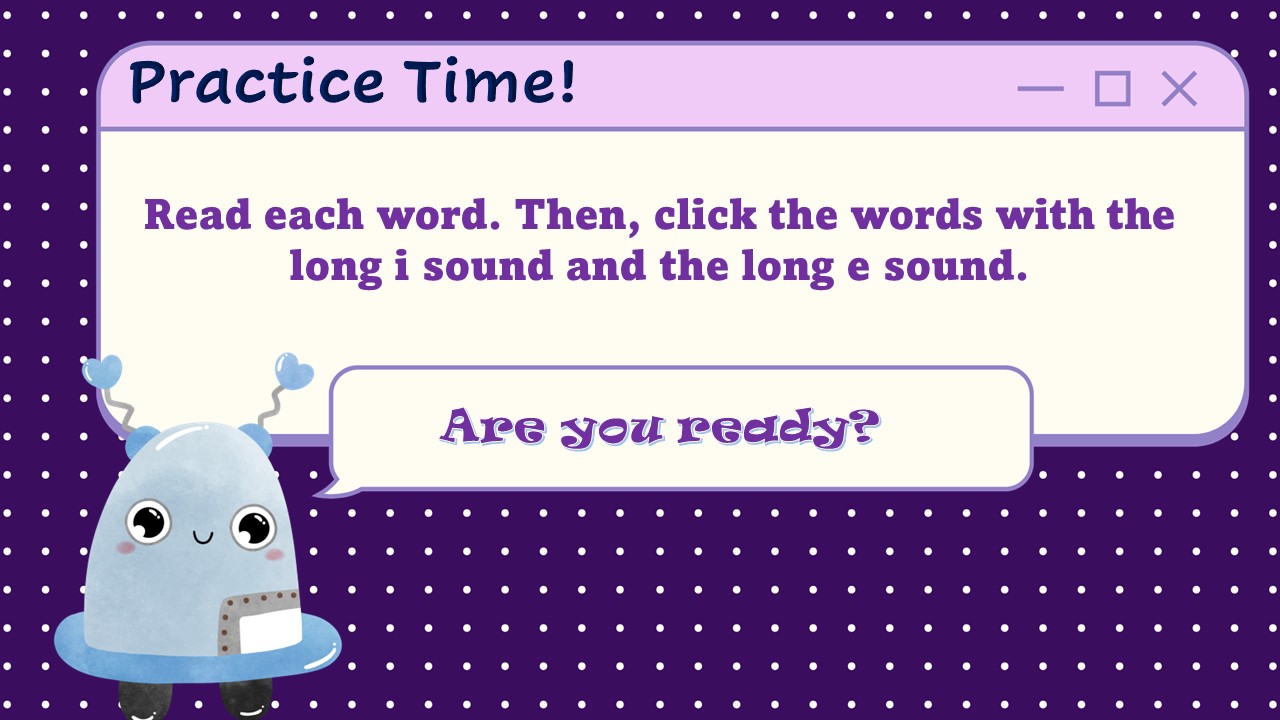 Practice Time!
Read each word. Then, click the words with the
long i sound and the long e sound.
Are you ready?